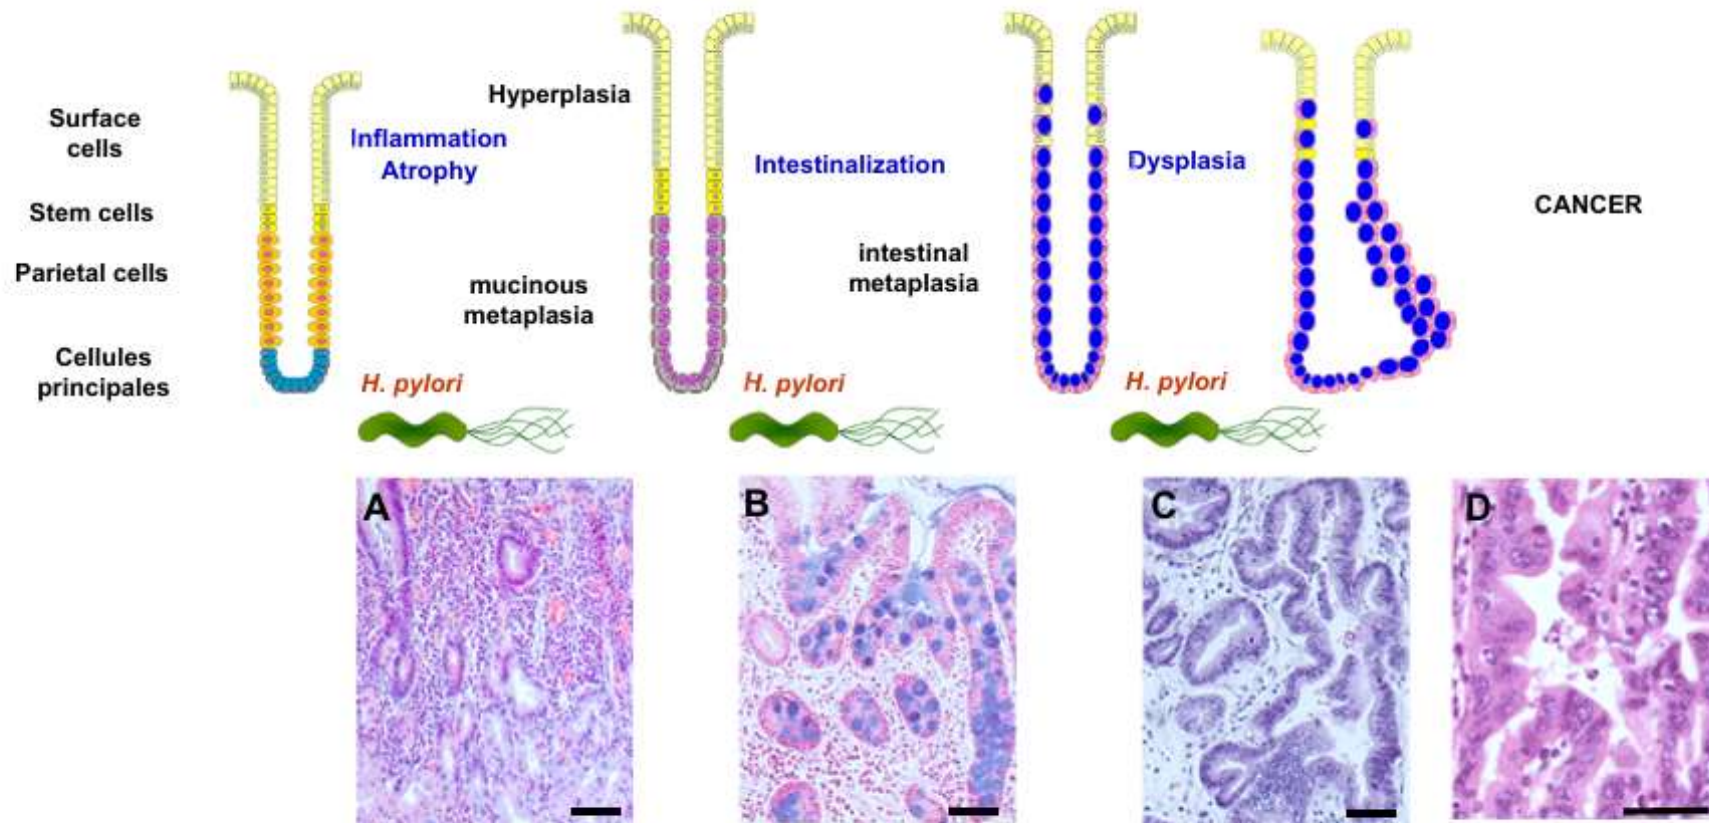 Surface
cells
Stem cells
Parietal cells
Cellules
principales
Inflammation
Atrophy
Hyperplasia
mucinous
metaplasia
Intestinalization
intestinal
metaplasia
Dysplasia
CANCER
H. pylori
H. pylori
H. pylori
A
B
C
D